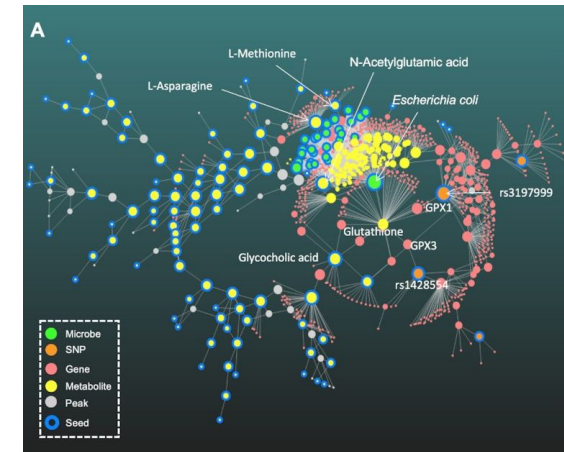 A
L-Methionine
N-Acetylglutamic acid
L-Asparagine
Escherichia coli
rs3197999
GPX1
Glutathione
GPX3
Glycocholic acid
rs1428554
Microbe
SNP
Gene
Metabolite
Peak
Seed